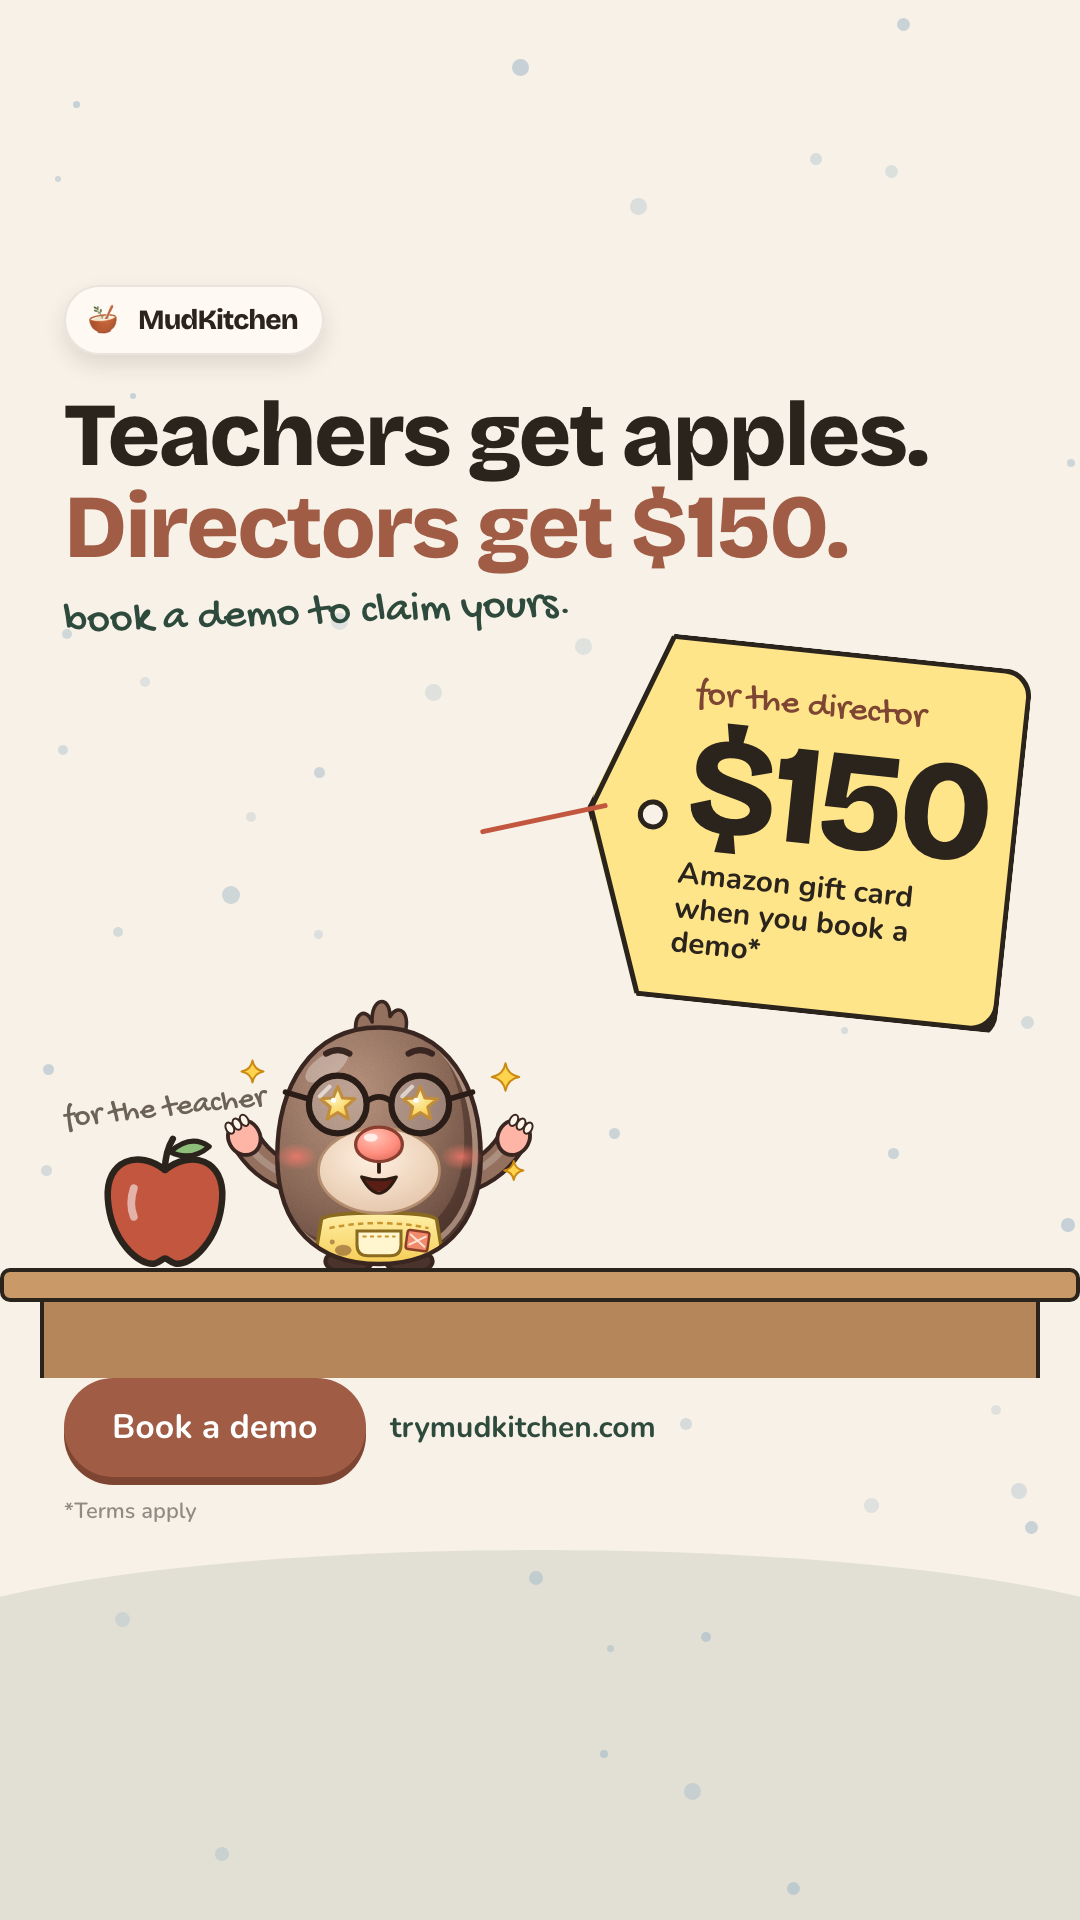 MudKitchen
Teachers get apples.
Directors get $150.
book a demo to claim yours.
for the director
$150
Amazon gift card
when you book a
demo*
for the teacher
Book a demo
trymudkitchen.com
*Terms apply